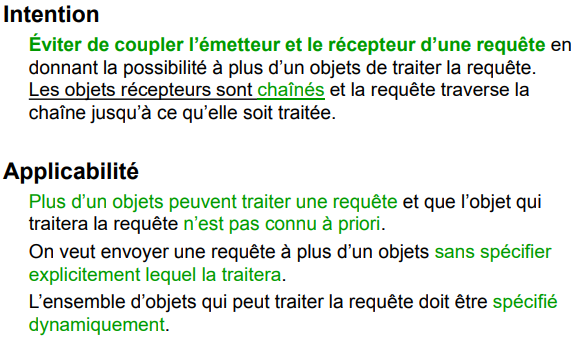 Intention
Éviter de coupler l’émetteur et le récepteur d’une requête en
donnant la possibilité à plus d’un objets de traiter la requête.
Les objets récepteurs sont chaînés et la requête traverse la
chaîne jusqu’à ce qu’elle soit traitée.
Applicabilité
Plus d’un objets peuvent traiter une requête et que l’objet qui
traitera la requête n’est pas connu à priori.
On veut envoyer une requête à plus d’un objets sans spécifier
explicitement lequel la traitera.
L’ensemble d’objets qui peut traiter la requête doit être spécifié
dynamiquement.